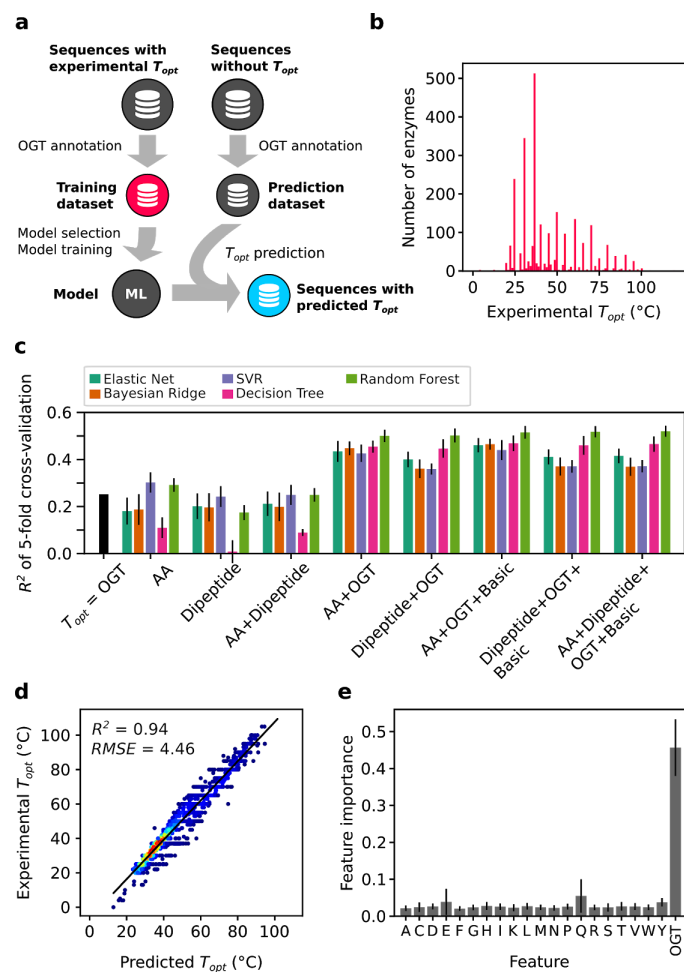 a
Sequences with
experimental Topt
Sequences
without Topt
OGT annotation
OGT annotation
Training
dataset
Prediction
dataset
Model selection
Model training
Topt prediction
Model
ML
Sequences with
predicted Topt
b
Number of enzymes
500
400
300
200
100
0
0
25
50
75
100
Experimental Topt (°C)
c
Elastic Net
SVR
Random Forest
Bayesian Ridge
Decision Tree
R² of 5-fold cross-validation
0.6
0.4
0.2
0.0
Topt = OGT
AA
Dipeptide
AA+Dipeptide
AA+OGT
Dipeptide+OGT
AA+OGT+Basic
Dipeptide+OGT+
Basic
AA+Dipeptide+
OGT+Basic
d
R² = 0.94
RMSE = 4.46
Experimental Topt (°C)
100
80
60
40
20
0
0
20
40
60
80
100
Predicted Topt (°C)
e
Feature importance
0.5
0.4
0.3
0.2
0.1
0.0
A C D E F G H I K L M N P Q R S T V W Y OGT
Feature